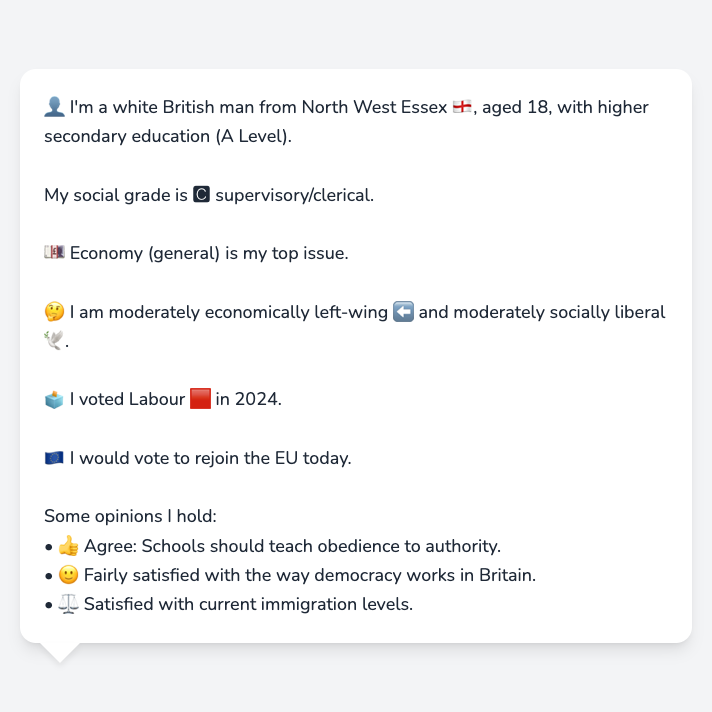 👤 I'm a white British man from North West Essex 🏴󠁧󠁢󠁥󠁮󠁧󠁿, aged 18, with higher
secondary education (A Level).
My social grade is 🅲 supervisory/clerical.
💷 Economy (general) is my top issue.
🤔 I am moderately economically left-wing ⬅️ and moderately socially liberal
🕊️.
🗳️ I voted Labour 🟥 in 2024.
🇪🇺 I would vote to rejoin the EU today.
Some opinions I hold:
• 👍 Agree: Schools should teach obedience to authority.
• 🙂 Fairly satisfied with the way democracy works in Britain.
• ⚖️ Satisfied with current immigration levels.